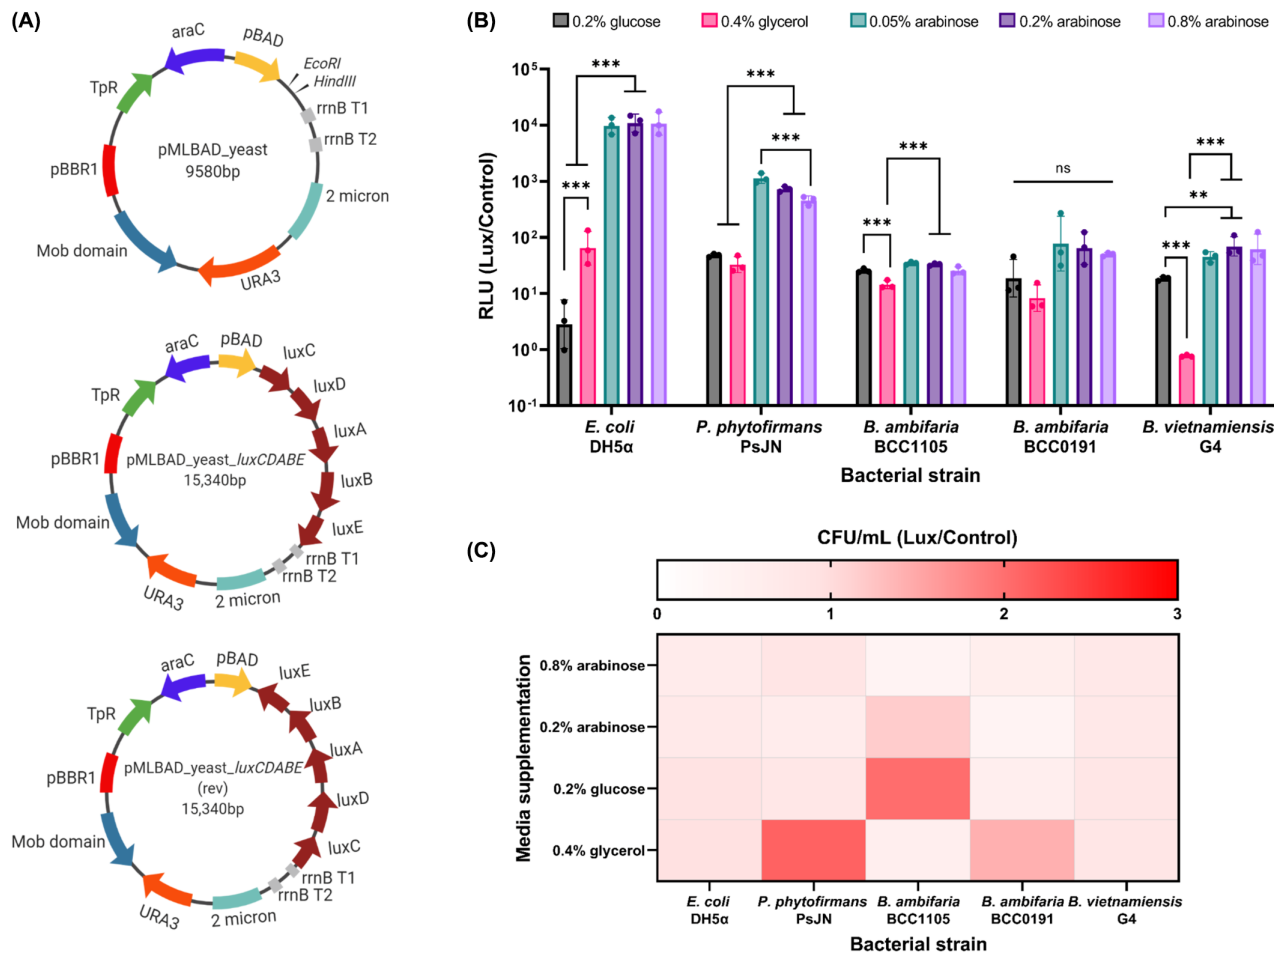 (A)
araC
pBAD
EcoRI
HindIII
TpR
rrnB T1
rrnB T2
pMLBAD_yeast
9580bp
pBBR1
2 micron
Mob domain
URA3
araC
pBAD
luxC
luxD
TpR
luxA
pBBR1
pMLBAD_yeast_luxCDABE
15,340bp
luxB
Mob domain
luxE
rrnB T1
rrnB T2
URA3
2 micron
araC
pBAD
luxE
luxB
TpR
luxA
pBBR1
pMLBAD_yeast_luxCDABE
(rev)
15,340bp
luxD
Mob domain
luxC
rrnB T1
rrnB T2
URA3
2 micron
(B)
0.2% glucose
0.4% glycerol
0.05% arabinose
0.2% arabinose
0.8% arabinose
RLU (Lux/Control)
10^5
10^4
10^3
10^2
10^1
10^0
10^-1
***
***
***
***
***
***
ns
***
**
***
E. coli
DH5α
P. phytofirmans
PsJN
B. ambifaria
BCC1105
B. ambifaria
BCC0191
B. vietnamiensis
G4
Bacterial strain
(C)
CFU/mL (Lux/Control)
0
1
2
3
Media supplementation
0.8% arabinose
0.2% arabinose
0.2% glucose
0.4% glycerol
E. coli
DH5α
P. phytofirmans
PsJN
B. ambifaria
BCC1105
B. ambifaria
BCC0191
B. vietnamiensis
G4
Bacterial strain